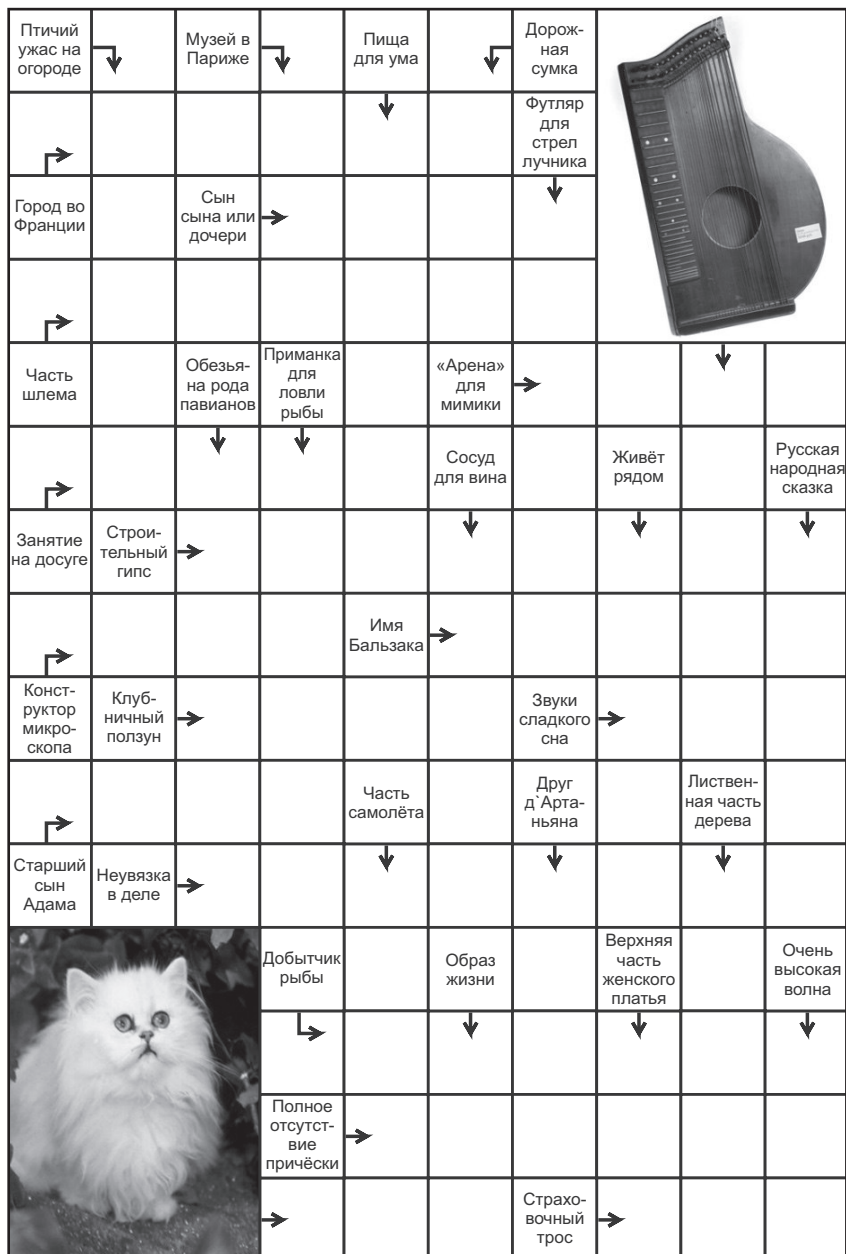 Птичий
ужас на
огороде
Музей в
Париже
Пища
для ума
Дорож-
ная
сумка
Футляр
для
стрел
лучника
Город во
Франции
Сын
сына или
дочери
Часть
шлема
Обезья-
на рода
павианов
Приманка
для
ловли
рыбы
«Арена»
для
мимики
Сосуд
для вина
Живёт
рядом
Русская
народная
сказка
Занятие
на досуге
Строи-
тельный
гипс
Имя
Бальзака
Конст-
руктор
микро-
скопа
Клуб-
ничный
ползун
Звуки
сладкого
сна
Часть
самолёта
Друг
д`Арта-
ньяна
Листвен-
ная часть
дерева
Старший
сын
Адама
Неувязка
в деле
Добытчик
рыбы
Образ
жизни
Верхняя
часть
женского
платья
Очень
высокая
волна
Полное
отсутст-
вие
причёски
Страхо-
вочный
трос